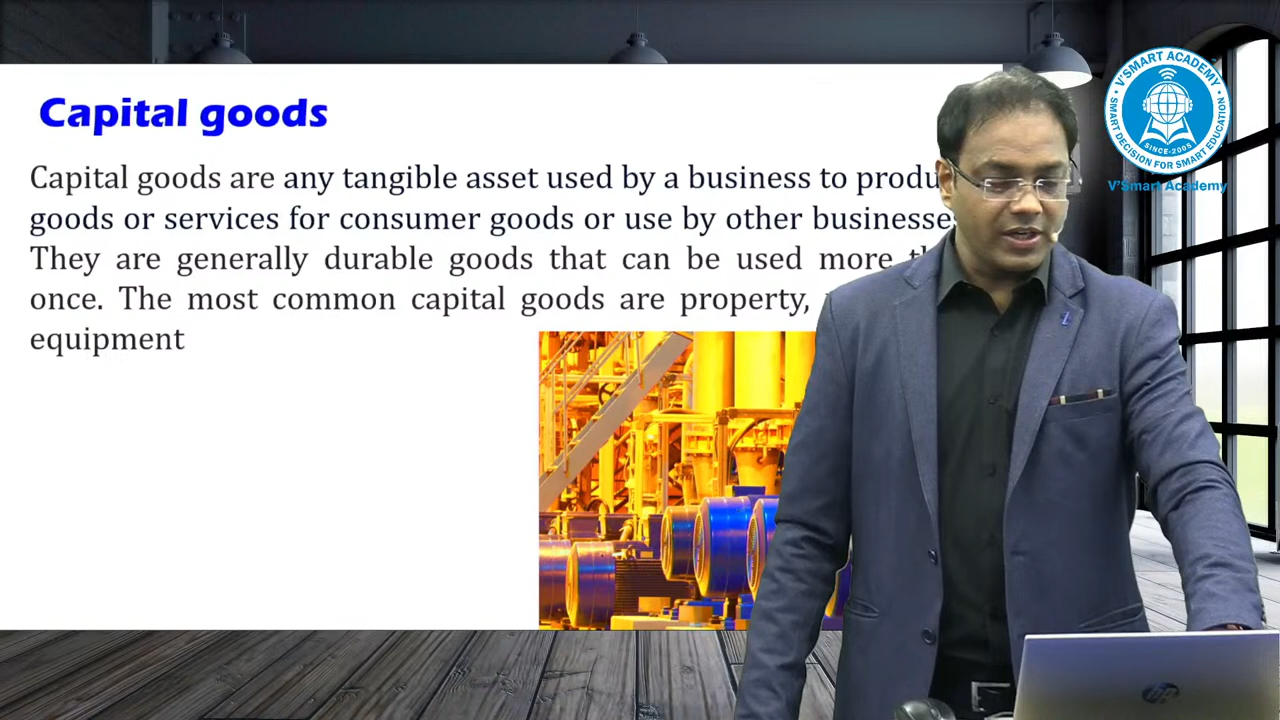 Capital goods
Capital goods are any tangible asset used by a business to
goods or services for consumer goods or use by other
They are generally durable goods that can be used more
once. The most common capital goods are property,
equipment
V'SMART ACADEMY
SMART DECISION FOR SMART EDUCATION
SINCE-2005
V'Smart Academy
hp